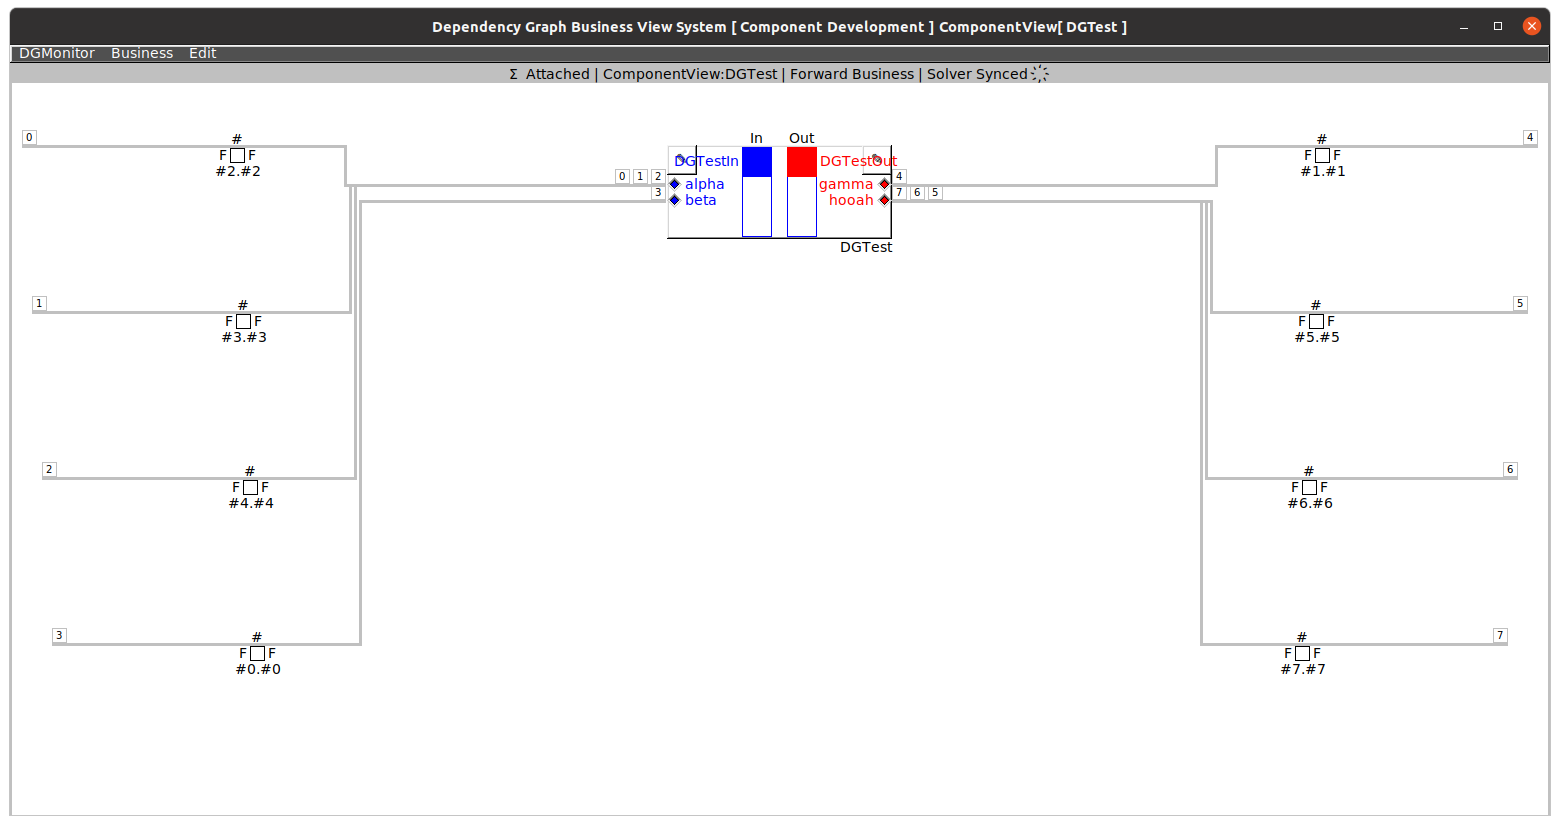 Dependency Graph Business View System [ Component Development ] ComponentView[ DGTest ]
DGMonitor Business Edit
Σ Attached | ComponentView:DGTest | Forward Business | Solver Synced
In Out
0 # 4
F F
#2.#2
#
F F
#1.#1
DGTestIn DGTestOut
0 1 2 alpha gamma 4
3 beta hooah 7 6 5
DGTest
1 # 5
F F
#3.#3
#
F F
#5.#5
2 # 6
F F
#4.#4
#
F F
#6.#6
3 # 7
F F
#0.#0
#
F F
#7.#7